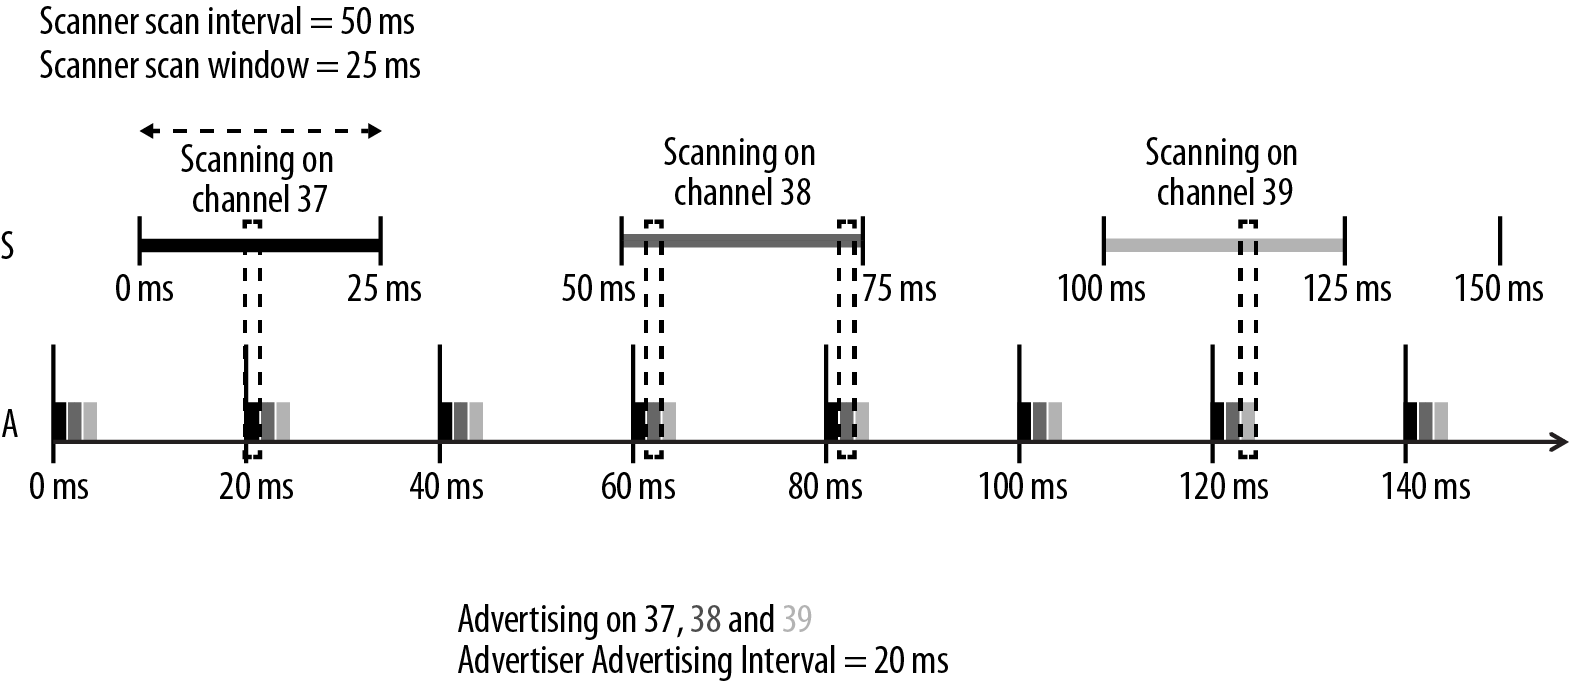 Scanner scan interval = 50 ms
Scanner scan window = 25 ms
Scanning on
channel 37
Scanning on
channel 38
Scanning on
channel 39
S
0 ms 25 ms 50 ms 75 ms 100 ms 125 ms 150 ms
A
0 ms 20 ms 40 ms 60 ms 80 ms 100 ms 120 ms 140 ms
Advertising on 37, 38 and 39
Advertiser Advertising Interval = 20 ms